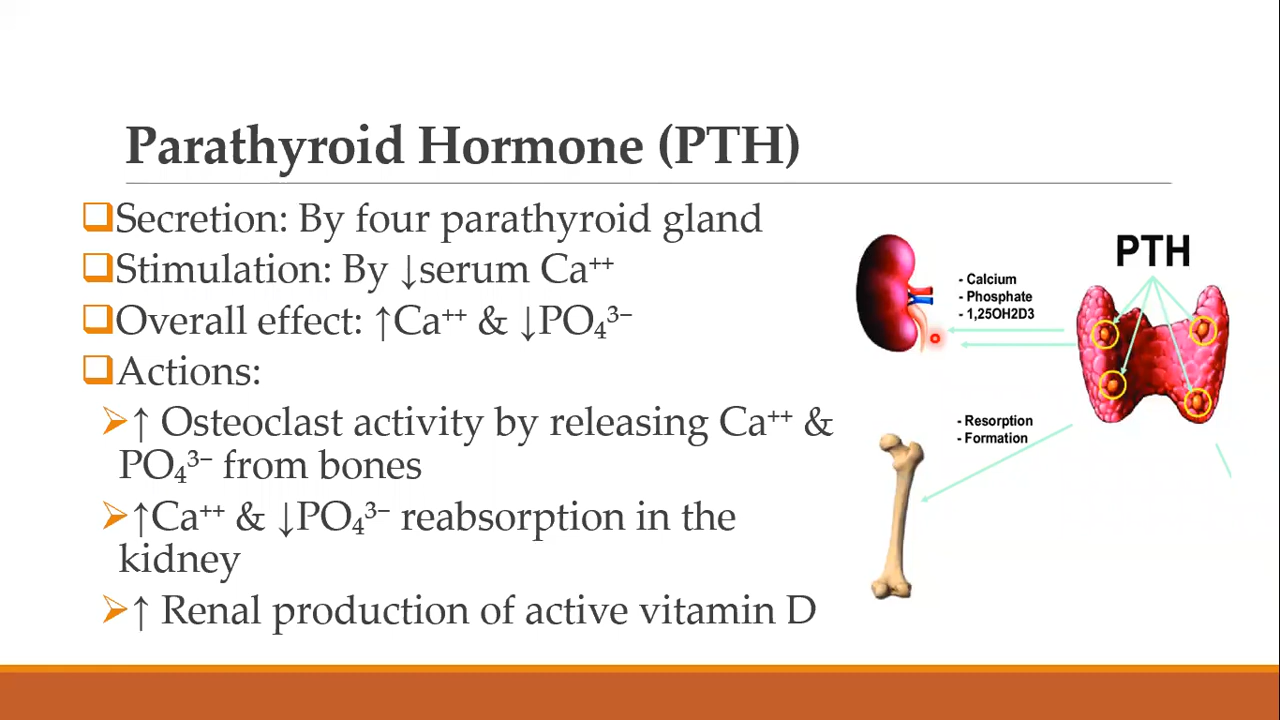 Parathyroid Hormone (PTH)
❑Secretion: By four parathyroid gland
❑Stimulation: By ↓serum Ca⁺⁺
❑Overall effect: ↑Ca⁺⁺ & ↓PO₄³⁻
❑Actions:
➢↑ Osteoclast activity by releasing Ca⁺⁺ &
PO₄³⁻ from bones
➢↑Ca⁺⁺ & ↓PO₄³⁻ reabsorption in the
kidney
➢↑ Renal production of active vitamin D
PTH
- Calcium
- Phosphate
- 1,25OH2D3
- Resorption
- Formation